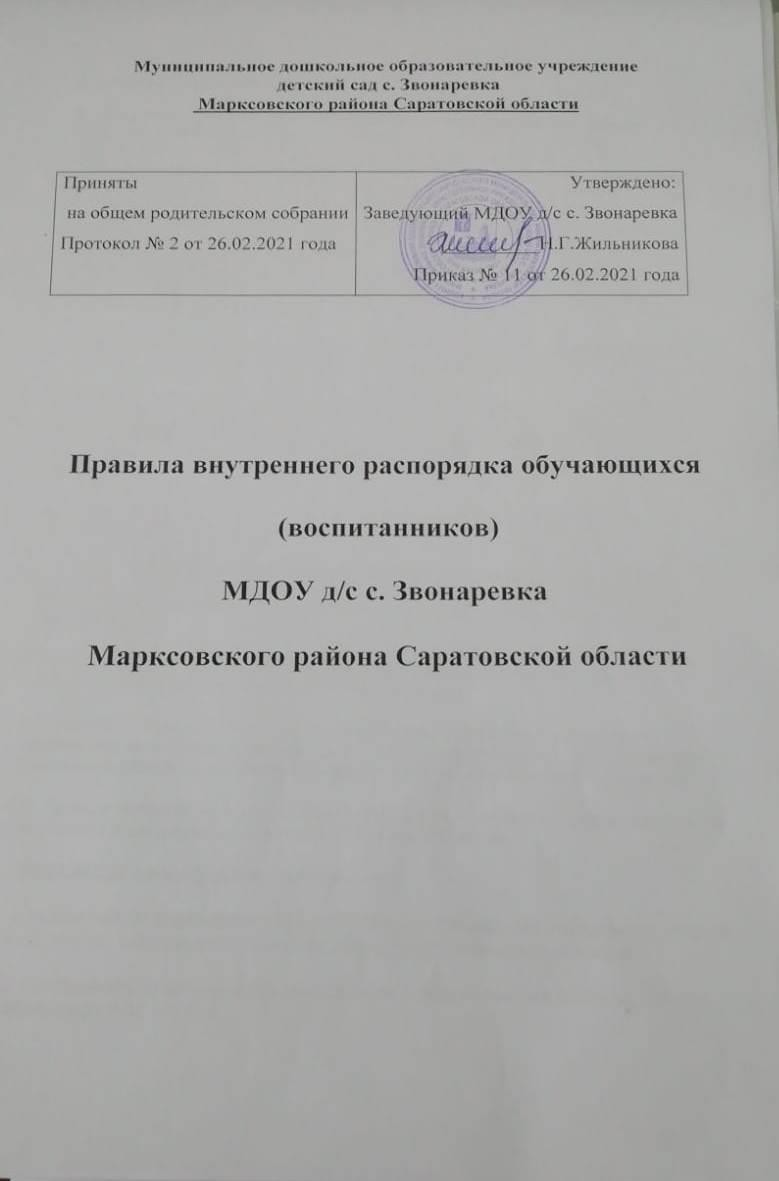 Муниципальное дошкольное образовательное учреждение
детский сад с. Звонаревка
Марксовского района Саратовской области
Приняты
на общем родительском собрании
Протокол № 2 от 26.02.2021 года
Утверждено:
Заведующий МДОУ д/с с. Звонаревка
Н.Г.Жильникова
Приказ № 11 от 26.02.2021 года
Правила внутреннего распорядка обучающихся
(воспитанников)
МДОУ д/с с. Звонаревка
Марксовского района Саратовской области